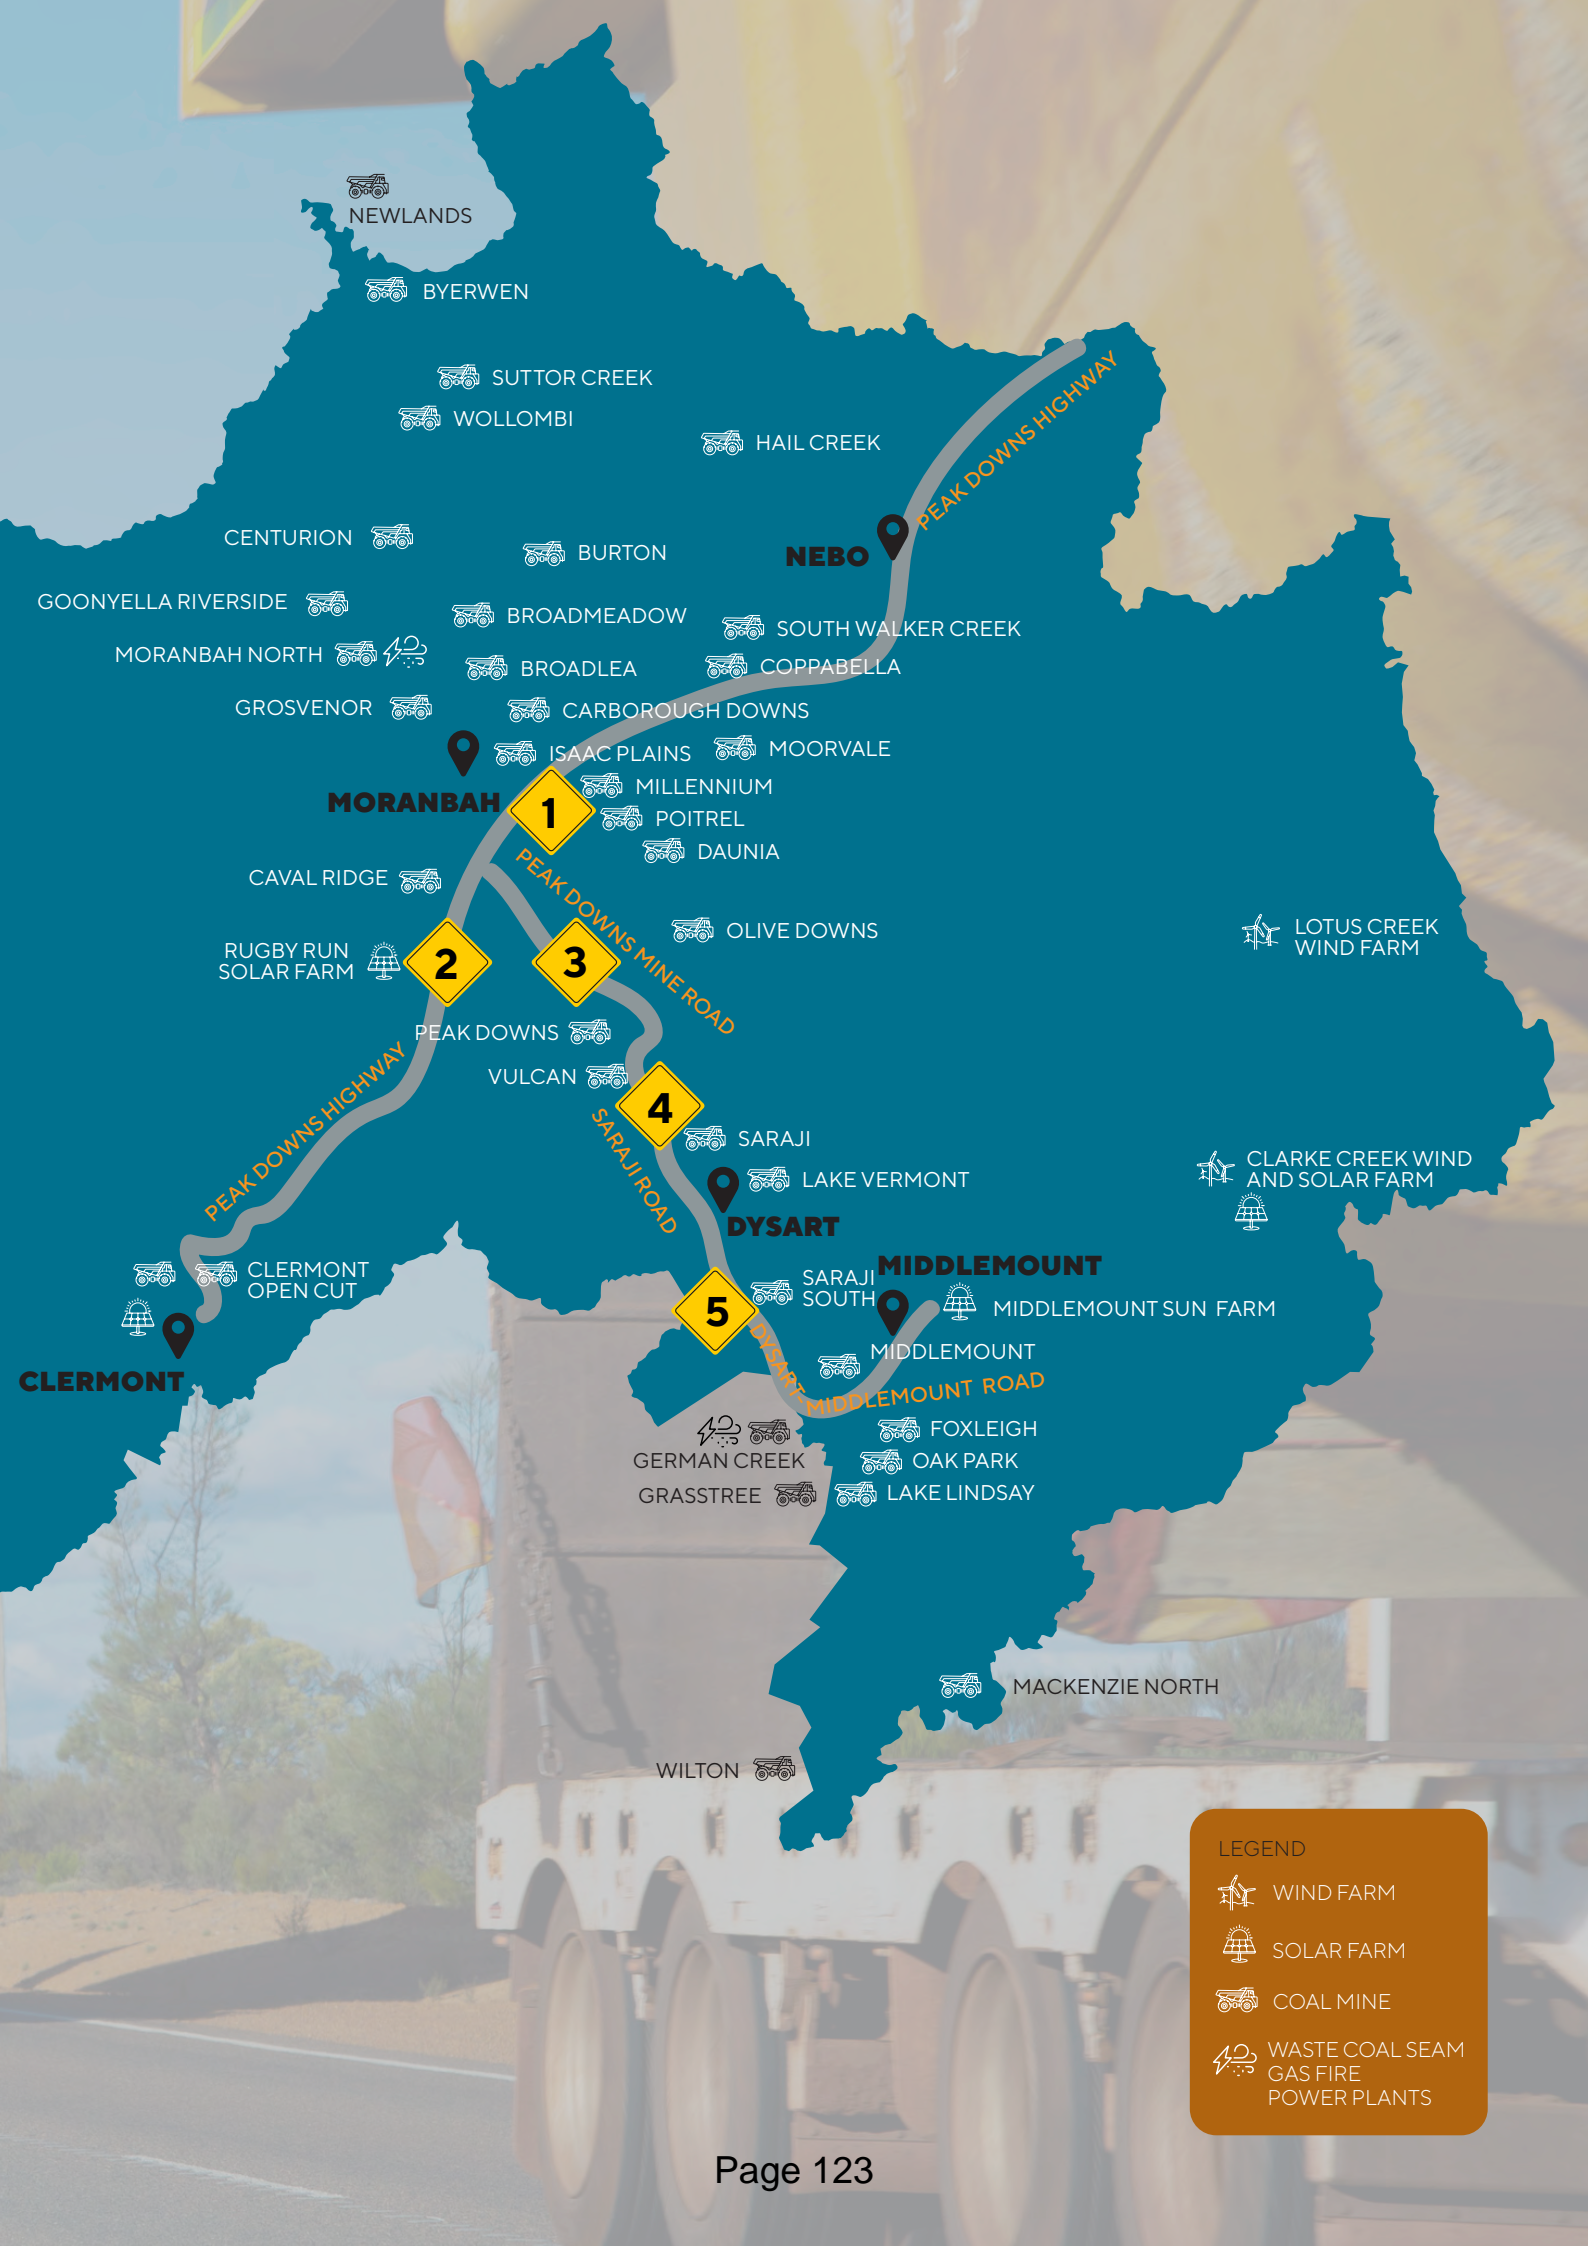 NEWLANDS
BYERWEN
SUTTOR CREEK
WOLLOMBI
HAIL CREEK
PEAK DOWNS HIGHWAY
CENTURION
BURTON
NEBO
GOONYELLA RIVERSIDE
BROADMEADOW
SOUTH WALKER CREEK
MORANBAH NORTH
BROADLEA
COPPABELLA
GROSVENOR
CARBOROUGH DOWNS
ISAAC PLAINS
MOORVALE
MILLENNIUM
MORANBAH
1
POITREL
DAUNIA
PEAK DOWNS MINE ROAD
CAVAL RIDGE
OLIVE DOWNS
LOTUS CREEK
WIND FARM
RUGBY RUN
SOLAR FARM
2
3
PEAK DOWNS
VULCAN
PEAK DOWNS HIGHWAY
4
SARAJI ROAD
SARAJI
LAKE VERMONT
CLARKE CREEK WIND
AND SOLAR FARM
DYSART
MIDDLEMOUNT
CLERMONT
OPEN CUT
SARAJI
SOUTH
5
MIDDLEMOUNT SUN FARM
MIDDLEMOUNT
CLERMONT
DYSART-MIDDLEMOUNT ROAD
FOXLEIGH
GERMAN CREEK
OAK PARK
GRASSTREE
LAKE LINDSAY
MACKENZIE NORTH
WILTON
LEGEND
WIND FARM
SOLAR FARM
COAL MINE
WASTE COAL SEAM
GAS FIRE
POWER PLANTS
Page 123